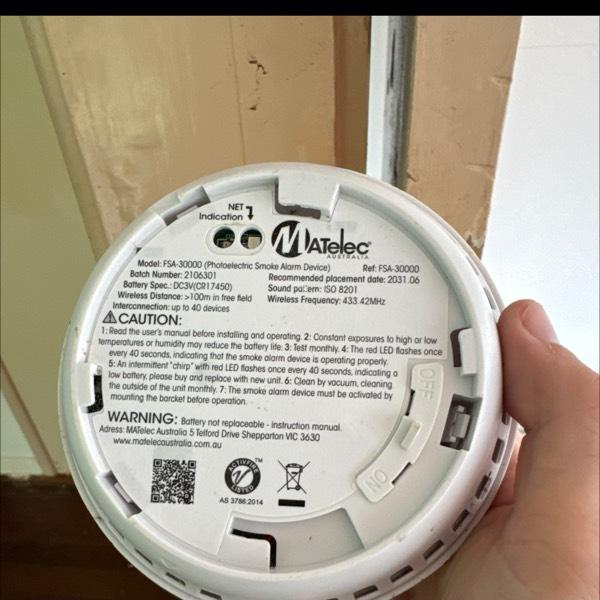 NET
Indication
MATelec
AUSTRALIA
Model: FSA-30000 (Photoelectric Smoke Alarm Device) Ref: FSA-30000
Batch Number: 2106301 Recommended placement date: 2031.06
Battery Spec.: DC3V(CR17450) Sound pattern: ISO 8201
Wireless Distance: >100m in free field Wireless Frequency: 433.42MHz
Interconnection: up to 40 devices
CAUTION:
1: Read the user's manual before installing and operating. 2: Constant exposures to high or low
temperatures or humidity may reduce the battery life. 3: Test monthly. 4: The red LED flashes once
every 40 seconds, indicating that the smoke alarm device is operating properly.
5: An intermittent "chirp" with red LED flashes once every 40 seconds, indicating a
low battery, please buy and replace with new unit. 6: Clean by vacuum, cleaning
the outside of the unit monthly. 7: The smoke alarm device must be activated by
mounting the barcket before operation.
OFF
WARNING: Battery not replaceable - instruction manual.
Adress: MATelec Australia 5 Telford Drive Shepparton VIC 3630
www.matelecaustralia.com.au
ON
ACTIVFIRE
LISTED
TM
AS 3786:2014